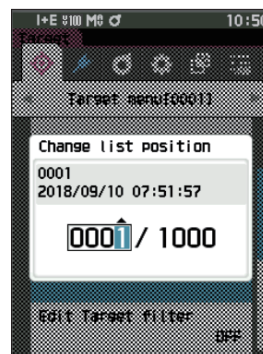 I+E
10:50
Target
Target menu[0001]
Change list position
0001
2018/09/10 07:51:57
0001 / 1000
Edit Target filter
OFF